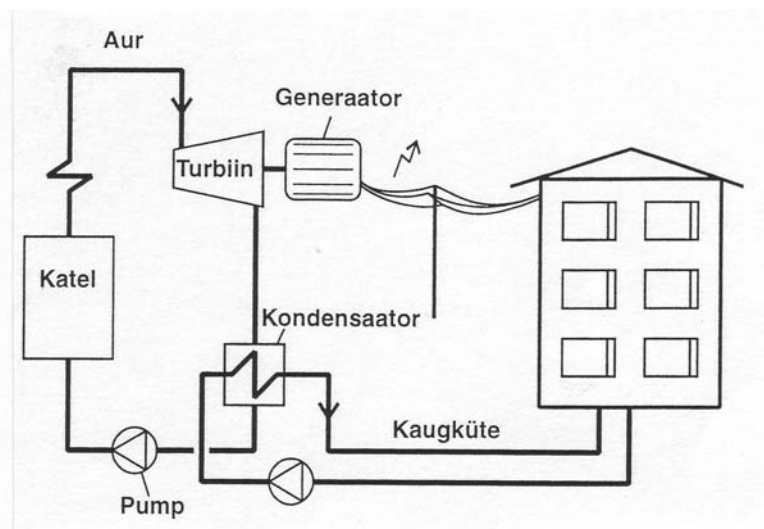 Aur
Generaator
Turbiin
Katel
Kondensaator
Kaugküte
Pump